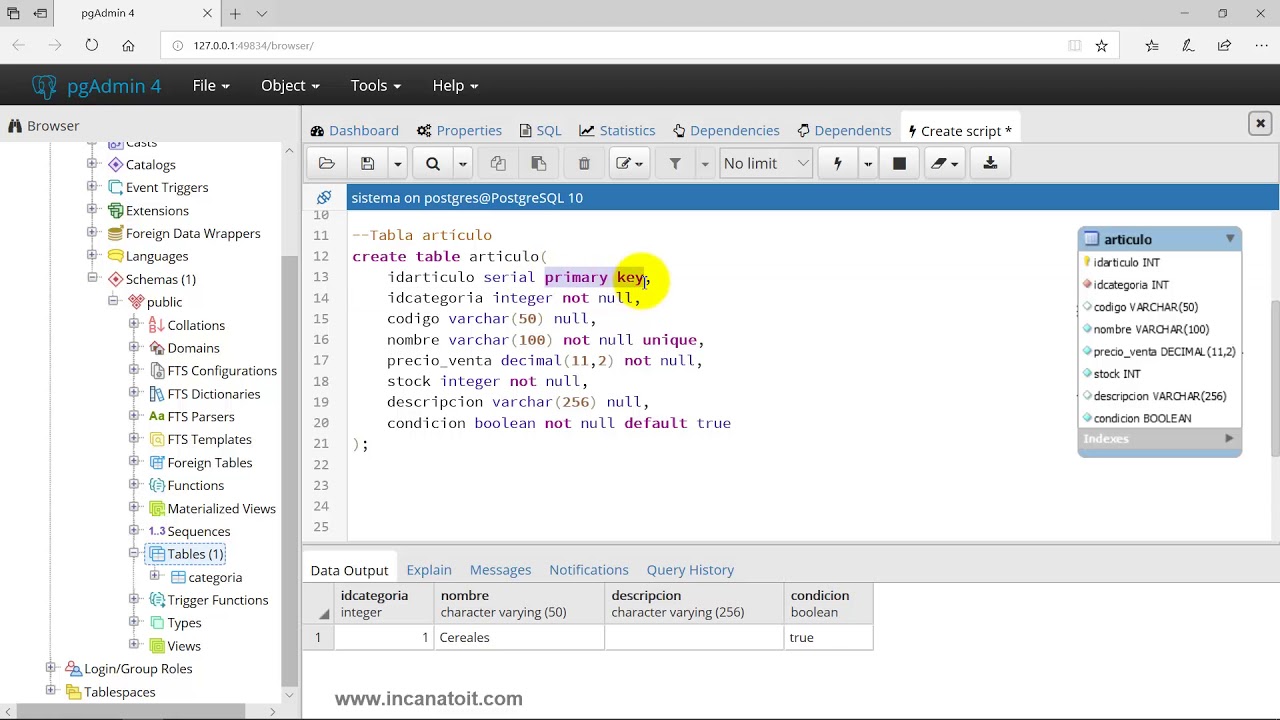 pgAdmin 4
127.0.0.1:49834/browser/
pgAdmin 4 File Object Tools Help
Browser
Dashboard Properties SQL Statistics Dependencies Dependents Create script *
No limit
sistema on postgres@PostgreSQL 10
Casts
Catalogs
Event Triggers
Extensions
Foreign Data Wrappers
Languages
Schemas (1)
public
Collations
Domains
FTS Configurations
FTS Dictionaries
Aa FTS Parsers
FTS Templates
Foreign Tables
Functions
Materialized Views
1..3 Sequences
Tables (1)
categoria
Trigger Functions
Types
Views
Login/Group Roles
Tablespaces
10
11 --Tabla artículo
12 create table articulo(
13 idarticulo serial primary key,
14 idcategoria integer not null,
15 codigo varchar(50) null,
16 nombre varchar(100) not null unique,
17 precio_venta decimal(11,2) not null,
18 stock integer not null,
19 descripcion varchar(256) null,
20 condicion boolean not null default true
21 );
22
23
24
25
articulo
idarticulo INT
idcategoria INT
codigo VARCHAR(50)
nombre VARCHAR(100)
precio_venta DECIMAL(11,2)
stock INT
descripcion VARCHAR(256)
condicion BOOLEAN
Indexes
Data Output Explain Messages Notifications Query History
idcategoria nombre descripcion condicion
integer character varying (50) character varying (256) boolean
1 1 Cereales true
www.incanatoit.com